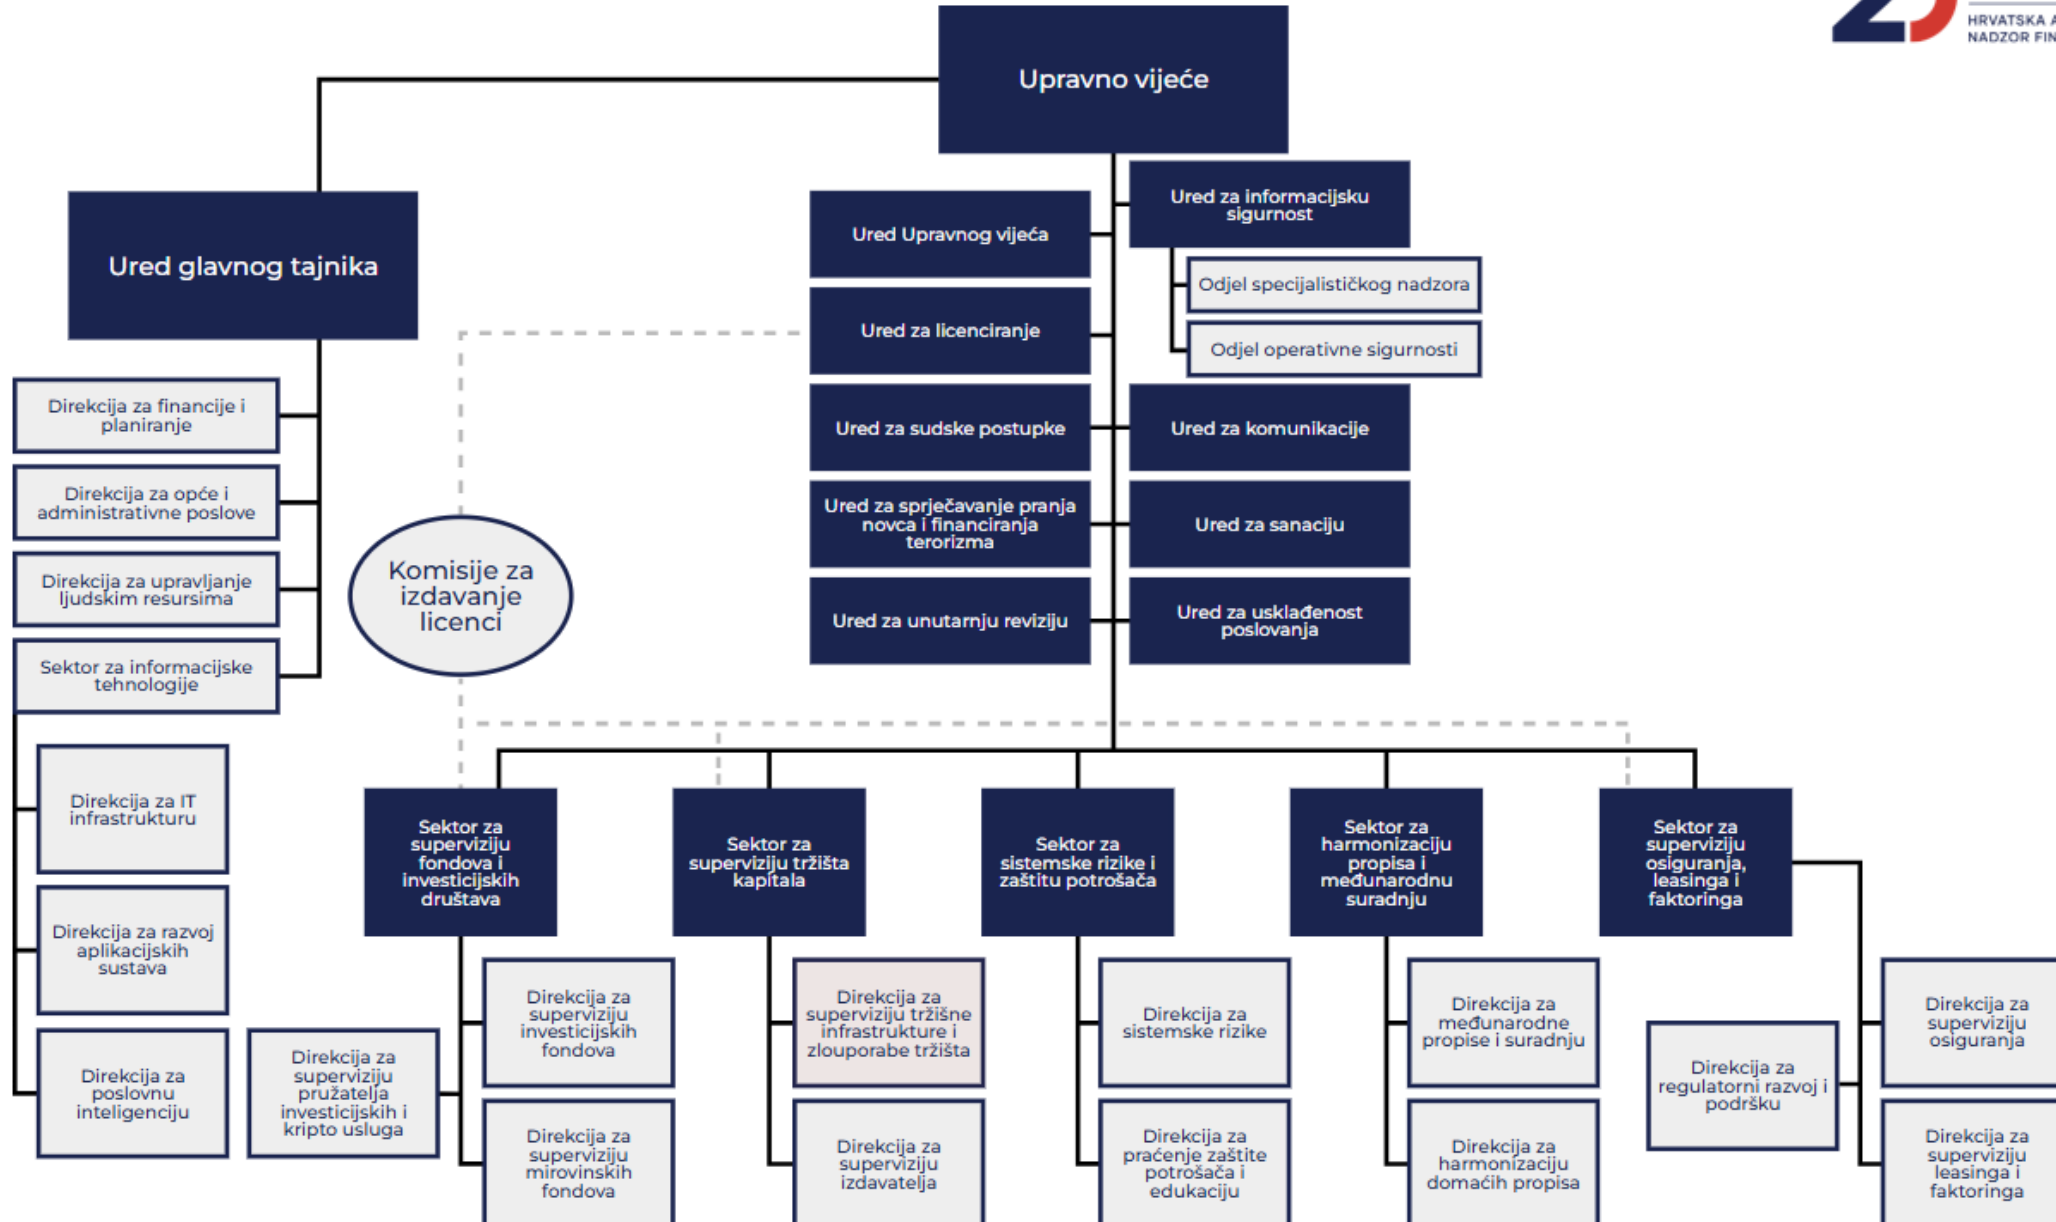 HRVATSKA
NADZOR
Upravno vijeće
Ured glavnog tajnika
Ured Upravnog vijeća
Ured za informacijsku
sigurnost
Odjel specijalističkog nadzora
Odjel operativne sigurnosti
Ured za licenciranje
Ured za sudske postupke
Ured za komunikacije
Ured za sprječavanje pranja
novca i financiranja
terorizma
Ured za sanaciju
Ured za unutarnju reviziju
Ured za usklađenost
poslovanja
Direkcija za financije i
planiranje
Direkcija za opće i
administrativne poslove
Direkcija za upravljanje
ljudskim resursima
Sektor za informacijske
tehnologije
Komisije za
izdavanje
licenci
Direkcija za IT
infrastrukturu
Direkcija za razvoj
aplikacijskih
sustava
Direkcija za
poslovnu
inteligenciju
Sektor za
superviziju
fondova i
investicijskih
društava
Sektor za
superviziju tržišta
kapitala
Sektor za
sistemske rizike i
zaštitu potrošača
Sektor za
harmonizaciju
propisa i
međunarodnu
suradnju
Sektor za
superviziju
osiguranja,
leasinga i
faktoringa
Direkcija za
superviziju
pružatelja
investicijskih i
kripto usluga
Direkcija za
superviziju
investicijskih
fondova
Direkcija za
superviziju
mirovinskih
fondova
Direkcija za
superviziju tržišne
infrastrukture i
zlouporabe tržišta
Direkcija za
superviziju
izdavatelja
Direkcija za
sistemske rizike
Direkcija za
praćenje zaštite
potrošača i
edukaciju
Direkcija za
međunarodne
propise i suradnju
Direkcija za
harmonizaciju
domaćih propisa
Direkcija za
regulatorni razvoj i
podršku
Direkcija za
superviziju
osiguranja
Direkcija za
superviziju
leasinga i
faktoringa